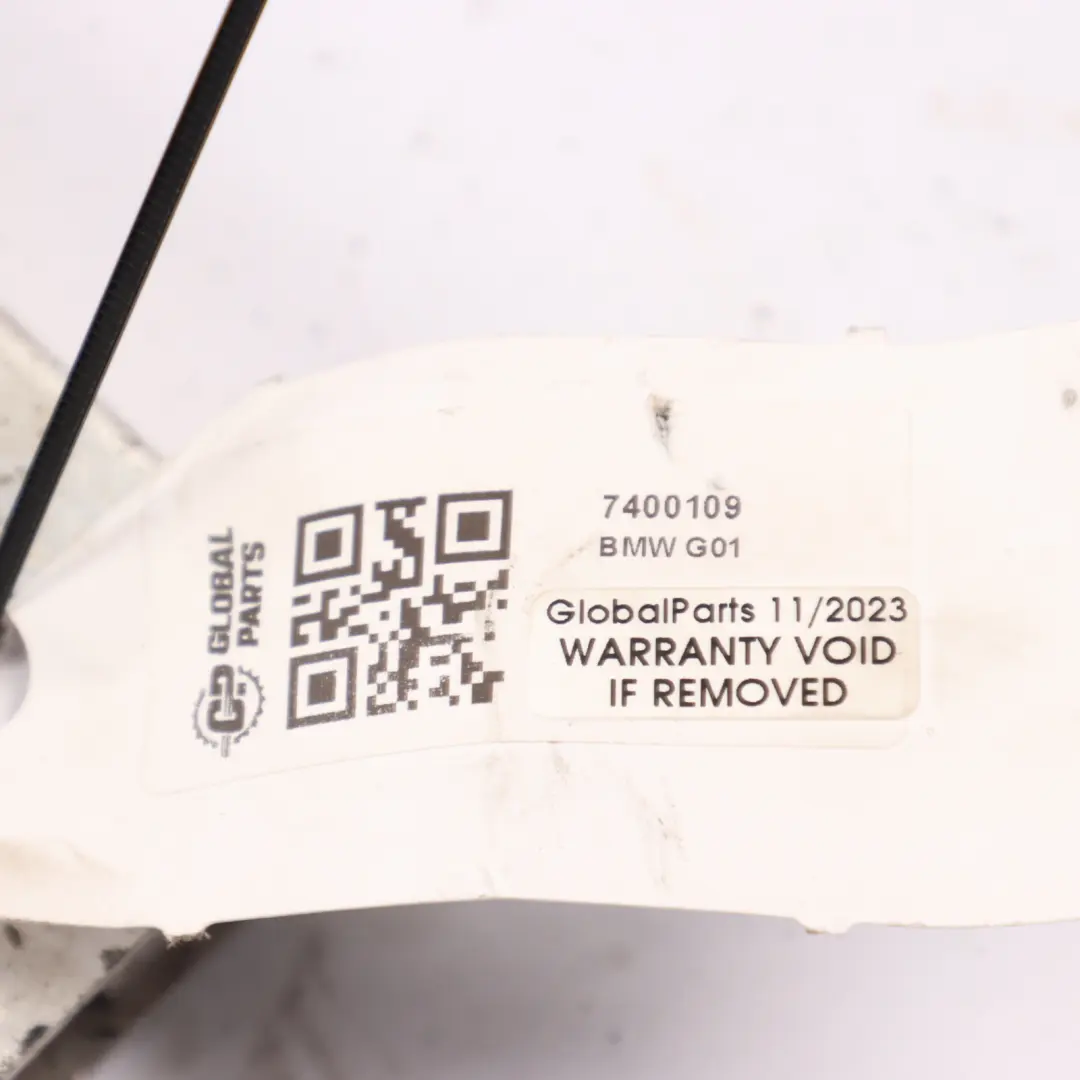 GLOBAL
PARTS
7400109
BMW G01
GlobalParts 11/2023
WARRANTY VOID
IF REMOVED